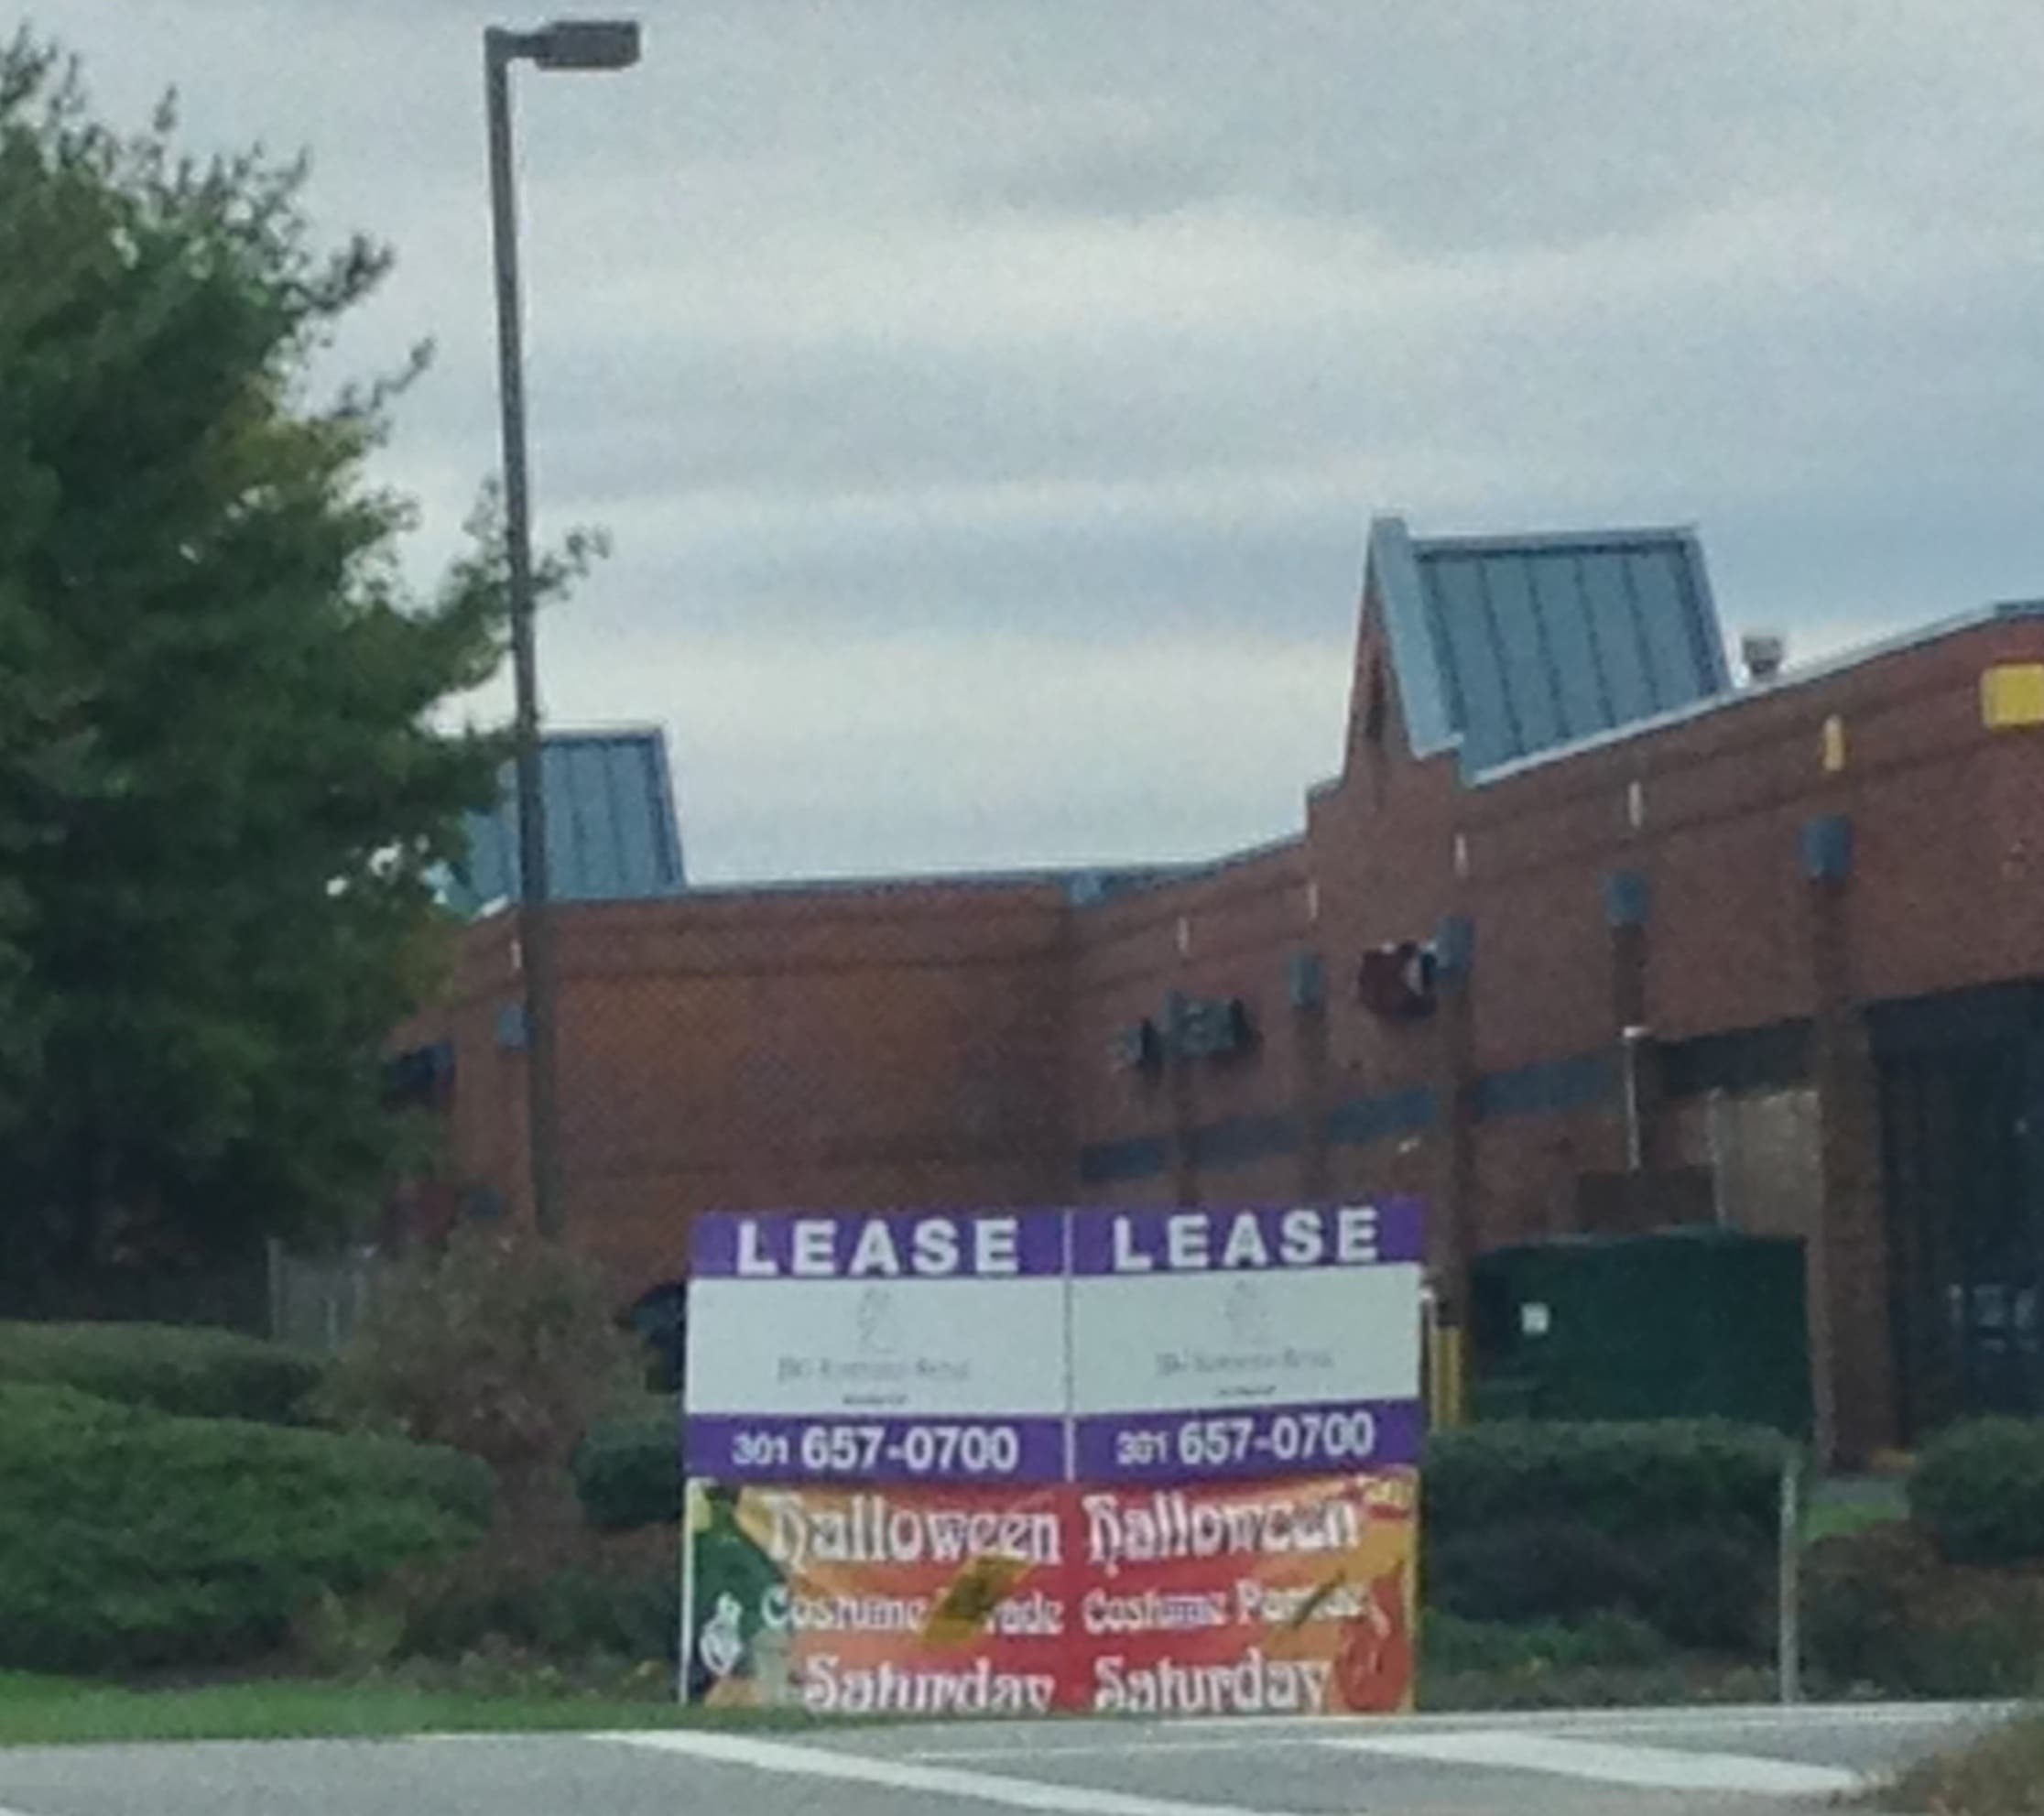 LEASE LEASE
301 657-0700 301 657-0700
halloween halloween
Costume Costume
Saturday Saturday